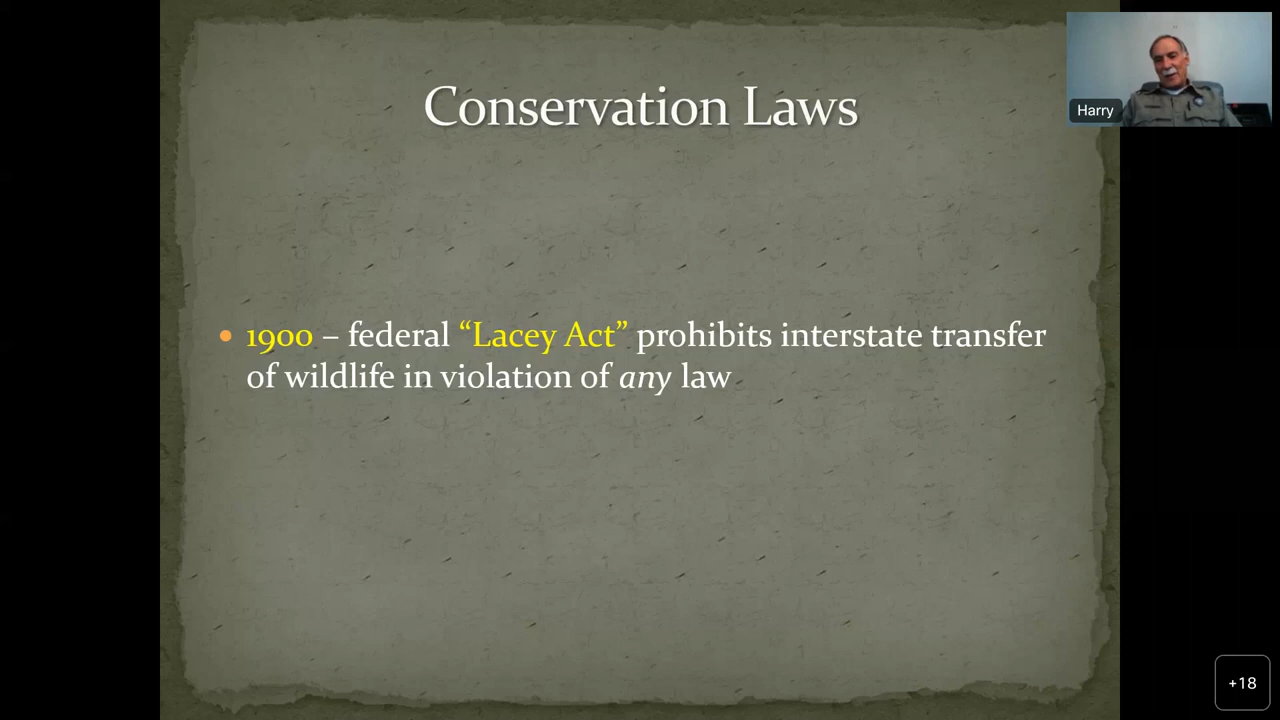 Conservation Laws
Harry
• 1900 – federal “Lacey Act” prohibits interstate transfer
of wildlife in violation of any law
+18